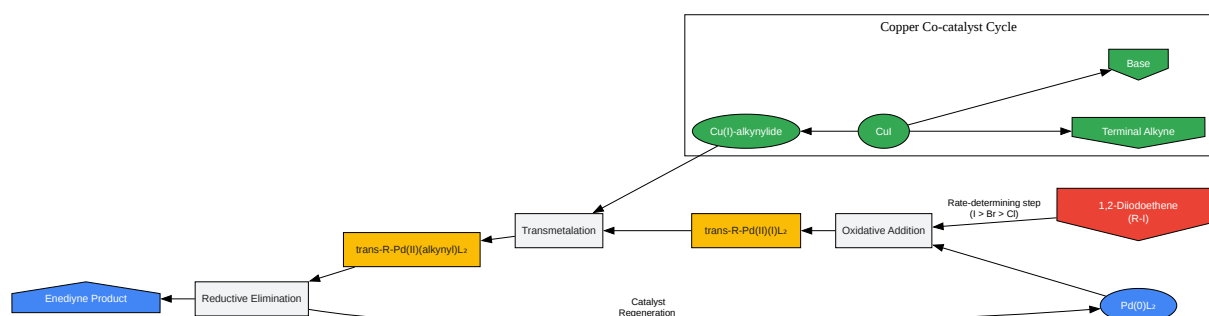 Copper Co-catalyst Cycle
Base
Cu(I)-alkynylide
CuI
Terminal Alkyne
Rate-determining step
(I > Br > Cl)
1,2-Diiodoethene
(R-I)
Transmetalation
trans-R-Pd(II)(I)L₂
Oxidative Addition
trans-R-Pd(II)(alkynyl)L₂
Enediyne Product
Reductive Elimination
Catalyst
Regeneration
Pd(0)L₂